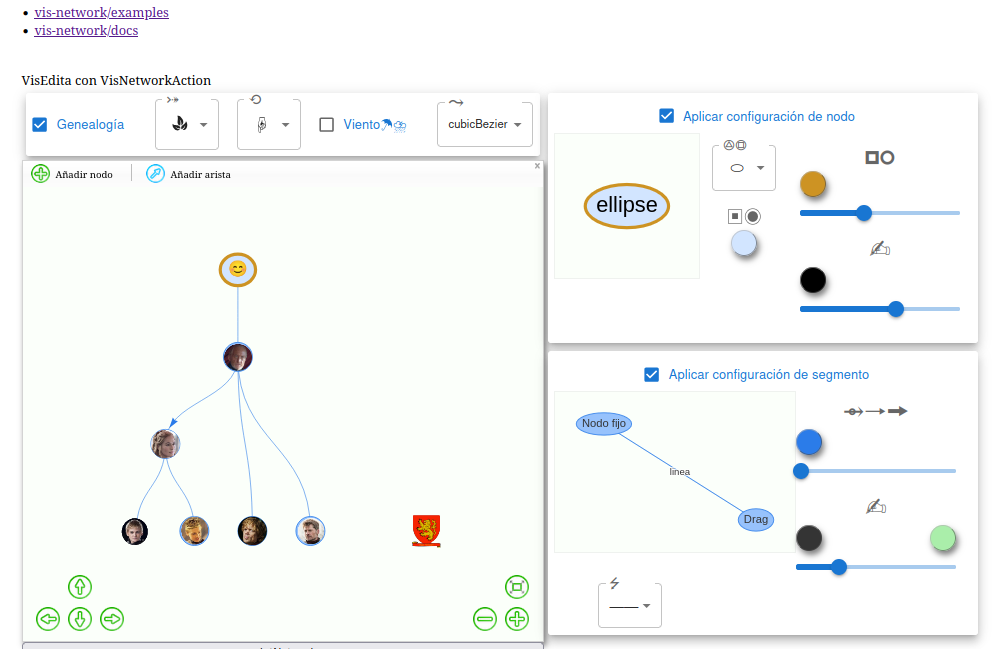 vis-network/examples
vis-network/docs
VisEdita con VisNetworkAction
Genealogía
Viento
cubicBezier
Aplicar configuración de nodo
x
Añadir nodo
Añadir arista
ellipse
Aplicar configuración de segmento
Nodo fijo
linea
Drag